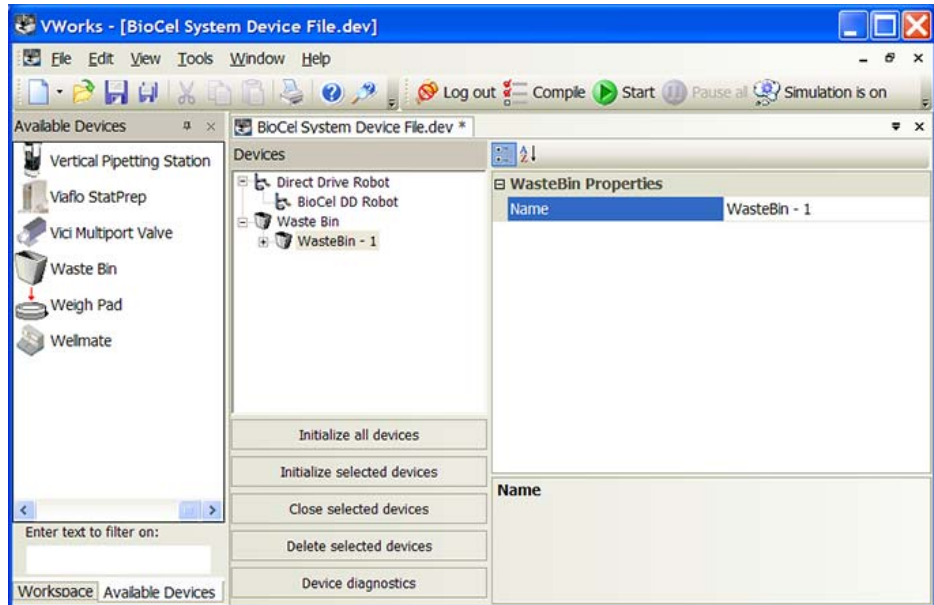 VWorks - [BioCel System Device File.dev]
File Edit View Tools Window Help
Log out Compile Start Pause all Simulation is on
Available Devices
Vertical Pipetting Station
Viaflo StatPrep
Vici Multiport Valve
Waste Bin
Weigh Pad
Wellmate
Enter text to filter on:
Workspace Available Devices
BioCel System Device File.dev *
Devices
Direct Drive Robot
BioCel DD Robot
Waste Bin
WasteBin - 1
Initialize all devices
Initialize selected devices
Close selected devices
Delete selected devices
Device diagnostics
WasteBin Properties
Name WasteBin - 1
Name